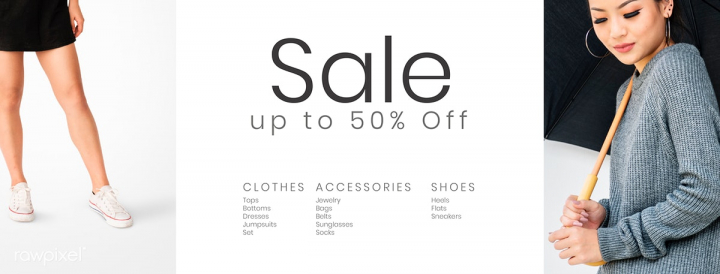 Sale
up to 50% Off
CLOTHES
Tops
Bottoms
Dresses
Jumpsuits
Set
ACCESSORIES
Jewelry
Bags
Belts
Sunglasses
Socks
SHOES
Heels
Flats
Sneakers
rawpixel